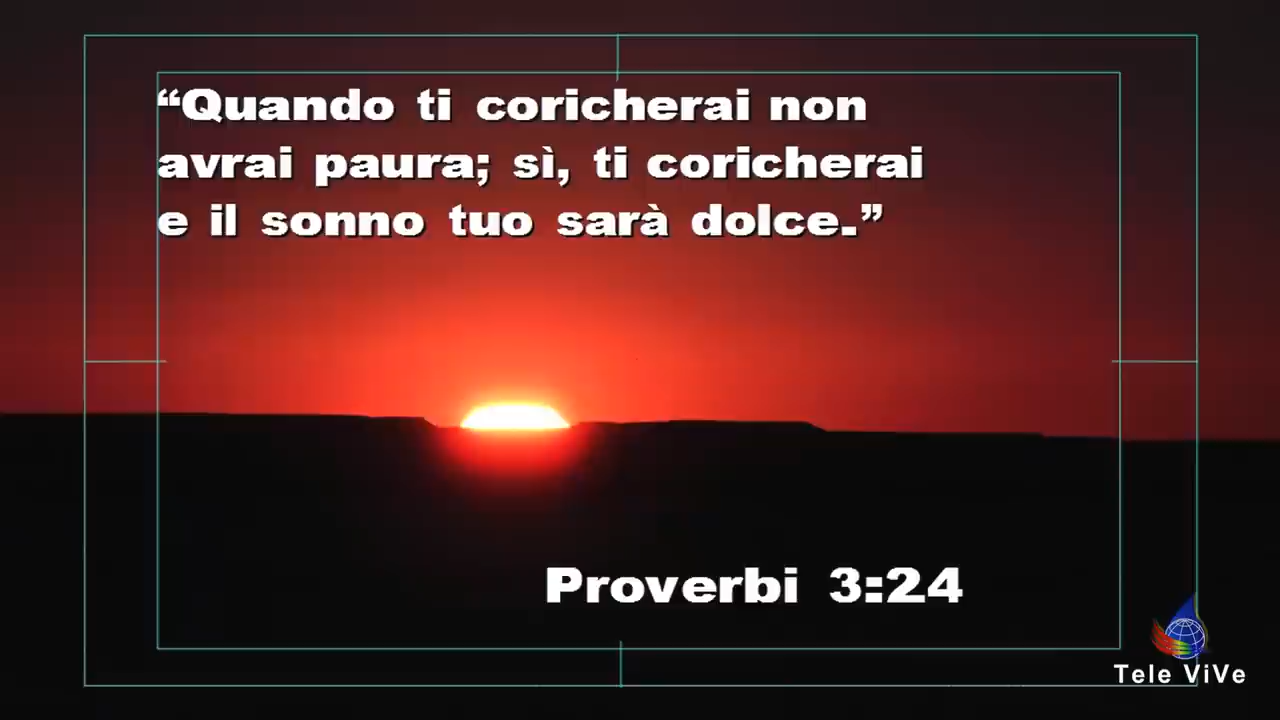 “Quando ti coricherai non
avrai paura; sì, ti coricherai
e il sonno tuo sarà dolce.”
Proverbi 3:24
Tele ViVe